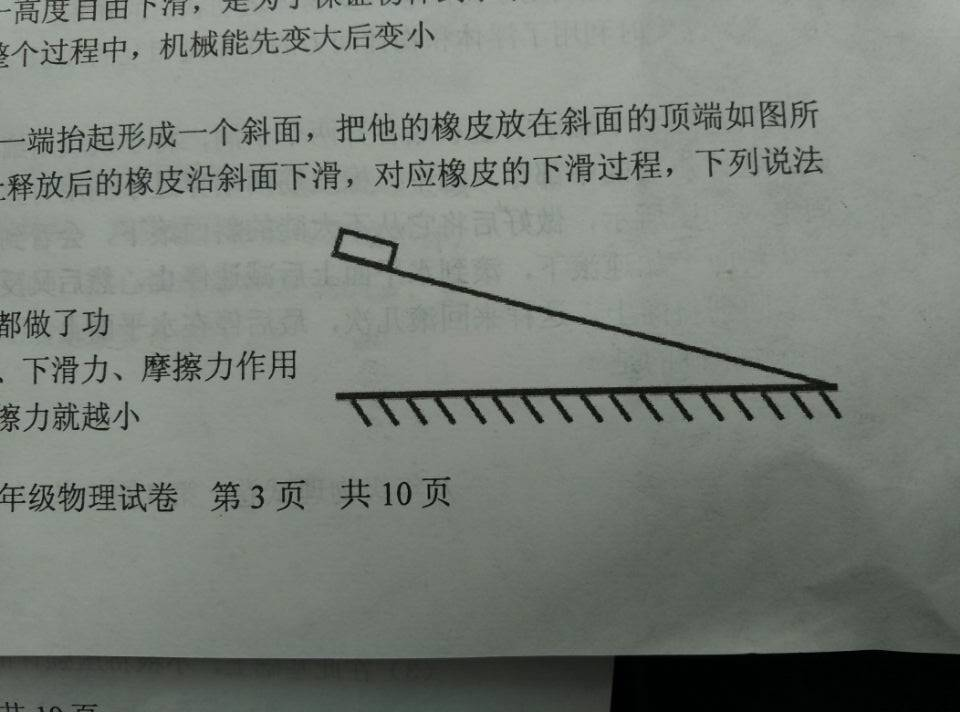 高度自由下滑，是为了保证物体到
整个过程中，机械能先变大后变小
一端抬起形成一个斜面，把他的橡皮放在斜面的顶端如图所
释放后的橡皮沿斜面下滑，对应橡皮的下滑过程，下列说法
都做了功
、下滑力、摩擦力作用
擦力就越小
年级物理试卷 第 3 页 共 10 页